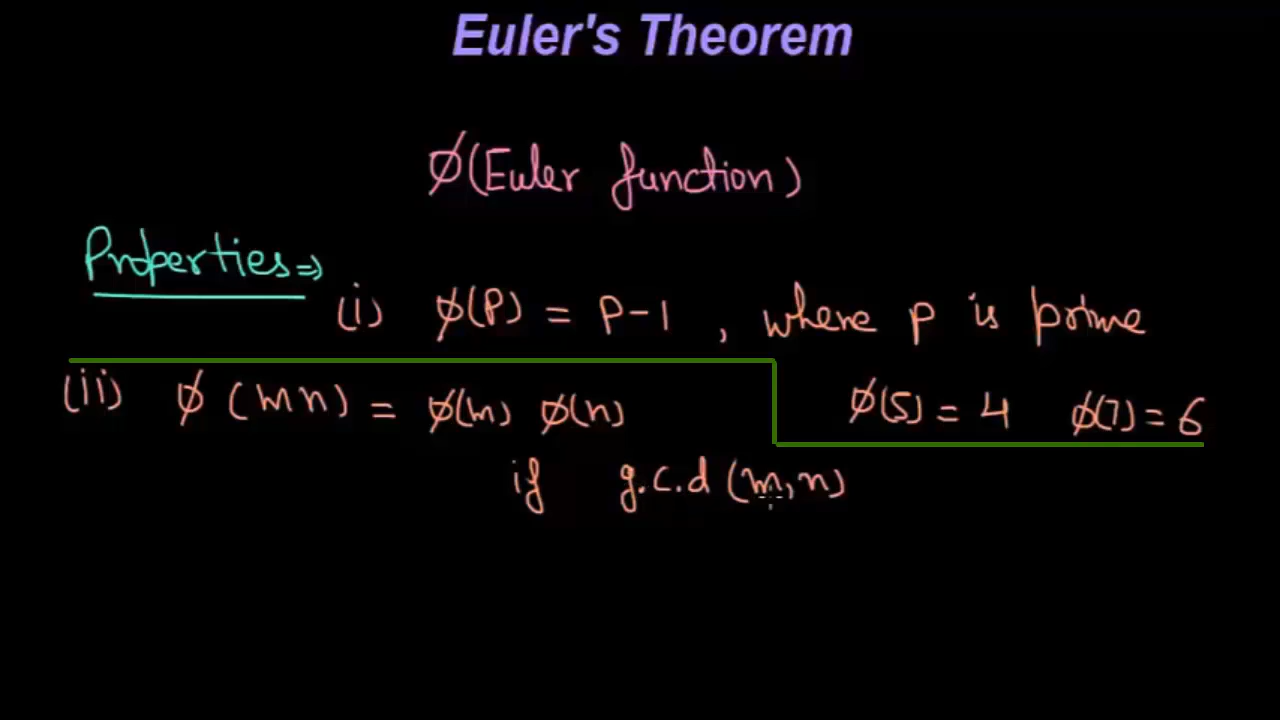 Euler's Theorem
φ(Euler function)
Properties ⇒
(i) φ(P) = P-1 , where p is prime
φ(5) = 4 φ(7) = 6
(ii) φ (mn) = φ(m) φ(n)
if g.c.d (m,n)